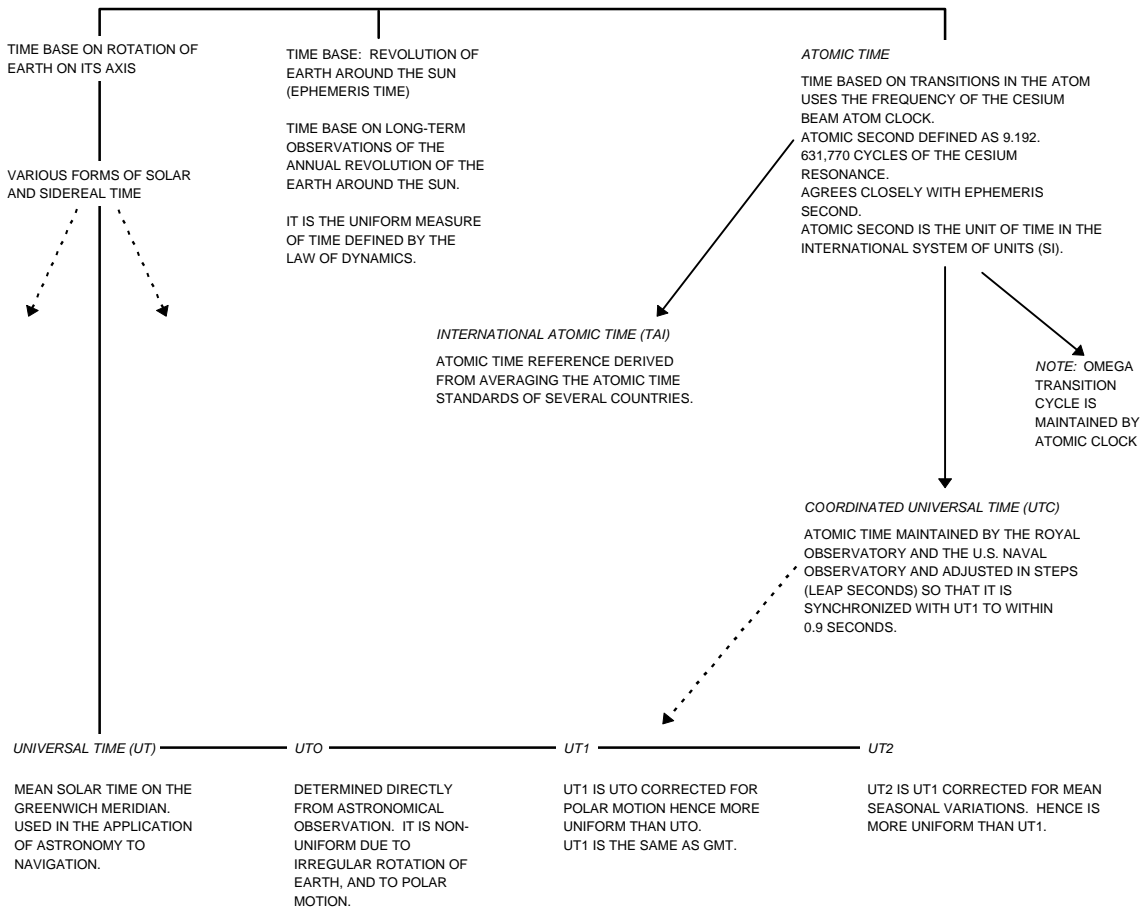 TIME BASE ON ROTATION OF
EARTH ON ITS AXIS
VARIOUS FORMS OF SOLAR
AND SIDEREAL TIME
TIME BASE: REVOLUTION OF
EARTH AROUND THE SUN
(EPHEMERIS TIME)
TIME BASE ON LONG-TERM
OBSERVATIONS OF THE
ANNUAL REVOLUTION OF THE
EARTH AROUND THE SUN.
IT IS THE UNIFORM MEASURE
OF TIME DEFINED BY THE
LAW OF DYNAMICS.
ATOMIC TIME
TIME BASED ON TRANSITIONS IN THE ATOM
USES THE FREQUENCY OF THE CESIUM
BEAM ATOM CLOCK.
ATOMIC SECOND DEFINED AS 9.192.
631,770 CYCLES OF THE CESIUM
RESONANCE.
AGREES CLOSELY WITH EPHEMERIS
SECOND.
ATOMIC SECOND IS THE UNIT OF TIME IN THE
INTERNATIONAL SYSTEM OF UNITS (SI).
INTERNATIONAL ATOMIC TIME (TAI)
ATOMIC TIME REFERENCE DERIVED
FROM AVERAGING THE ATOMIC TIME
STANDARDS OF SEVERAL COUNTRIES.
NOTE: OMEGA
TRANSITION
CYCLE IS
MAINTAINED BY
ATOMIC CLOCK
COORDINATED UNIVERSAL TIME (UTC)
ATOMIC TIME MAINTAINED BY THE ROYAL
OBSERVATORY AND THE U.S. NAVAL
OBSERVATORY AND ADJUSTED IN STEPS
(LEAP SECONDS) SO THAT IT IS
SYNCHRONIZED WITH UT1 TO WITHIN
0.9 SECONDS.
UNIVERSAL TIME (UT)
MEAN SOLAR TIME ON THE
GREENWICH MERIDIAN.
USED IN THE APPLICATION
OF ASTRONOMY TO
NAVIGATION.
UTO
DETERMINED DIRECTLY
FROM ASTRONOMICAL
OBSERVATION. IT IS NON-
UNIFORM DUE TO
IRREGULAR ROTATION OF
EARTH, AND TO POLAR
MOTION.
UT1
UT1 IS UTO CORRECTED FOR
POLAR MOTION HENCE MORE
UNIFORM THAN UTO.
UT1 IS THE SAME AS GMT.
UT2
UT2 IS UT1 CORRECTED FOR MEAN
SEASONAL VARIATIONS. HENCE IS
MORE UNIFORM THAN UT1.